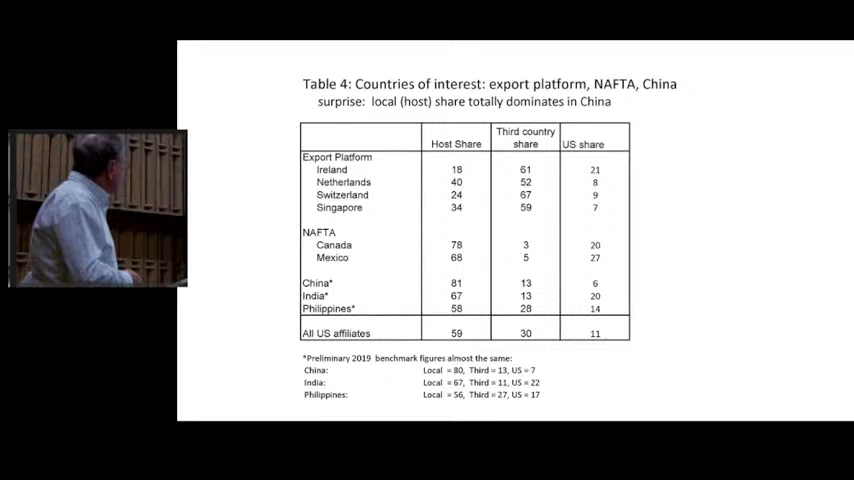 Table 4: Countries of interest: export platform, NAFTA, China
surprise: local (host) share totally dominates in China
Host Share Third country share US share
Export Platform
Ireland 18 61 21
Netherlands 40 52 8
Switzerland 24 67 9
Singapore 34 59 7
NAFTA
Canada 78 3 20
Mexico 68 5 27
China* 81 13 6
India* 67 13 20
Philippines* 58 28 14
All US affiliates 59 30 11
*Preliminary 2019 benchmark figures almost the same:
China: Local = 80, Third = 13, US = 7
India: Local = 67, Third = 11, US = 22
Philippines: Local = 56, Third = 27, US = 17